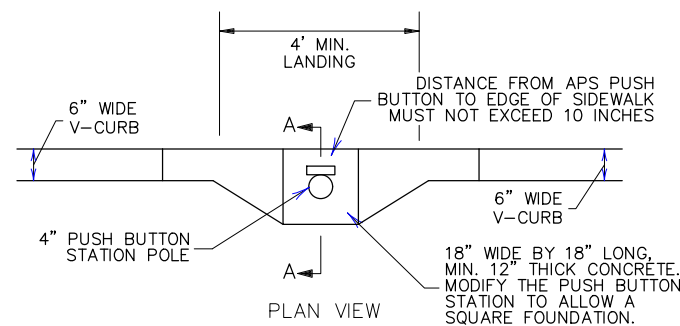 4' MIN.
LANDING
DISTANCE FROM APS PUSH
BUTTON TO EDGE OF SIDEWALK
MUST NOT EXCEED 10 INCHES
6" WIDE
V-CURB
A
6" WIDE
V-CURB
4" PUSH BUTTON
STATION POLE
A
18" WIDE BY 18" LONG,
MIN. 12" THICK CONCRETE.
MODIFY THE PUSH BUTTON
STATION TO ALLOW A
SQUARE FOUNDATION.
PLAN VIEW